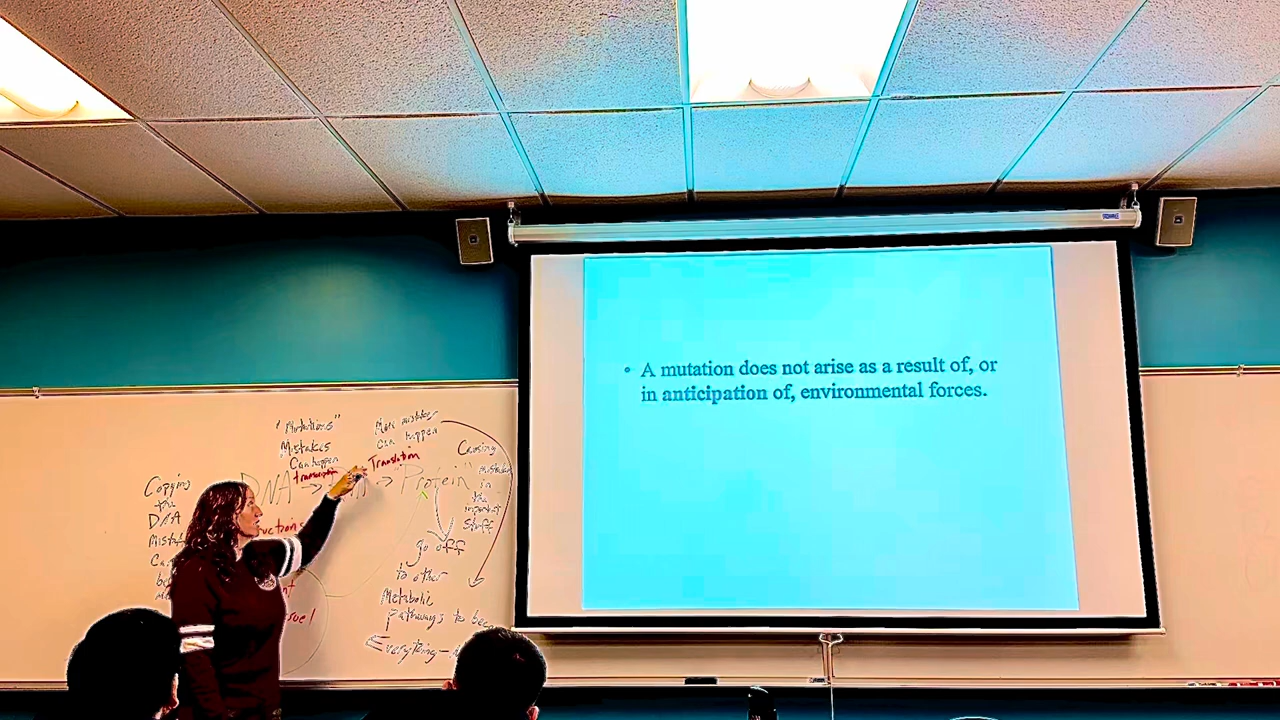 • A mutation does not arise as a result of, or
in anticipation of, environmental forces.
"Mutations"
Mistakes
Can happen
transcription
More mistakes
Can happen
Translation
Causing
mistakes
in
the
important
Stuff
Copying
the
DNA
DNA → → Protein
go off
to other
Metabolic
pathways to
Everything